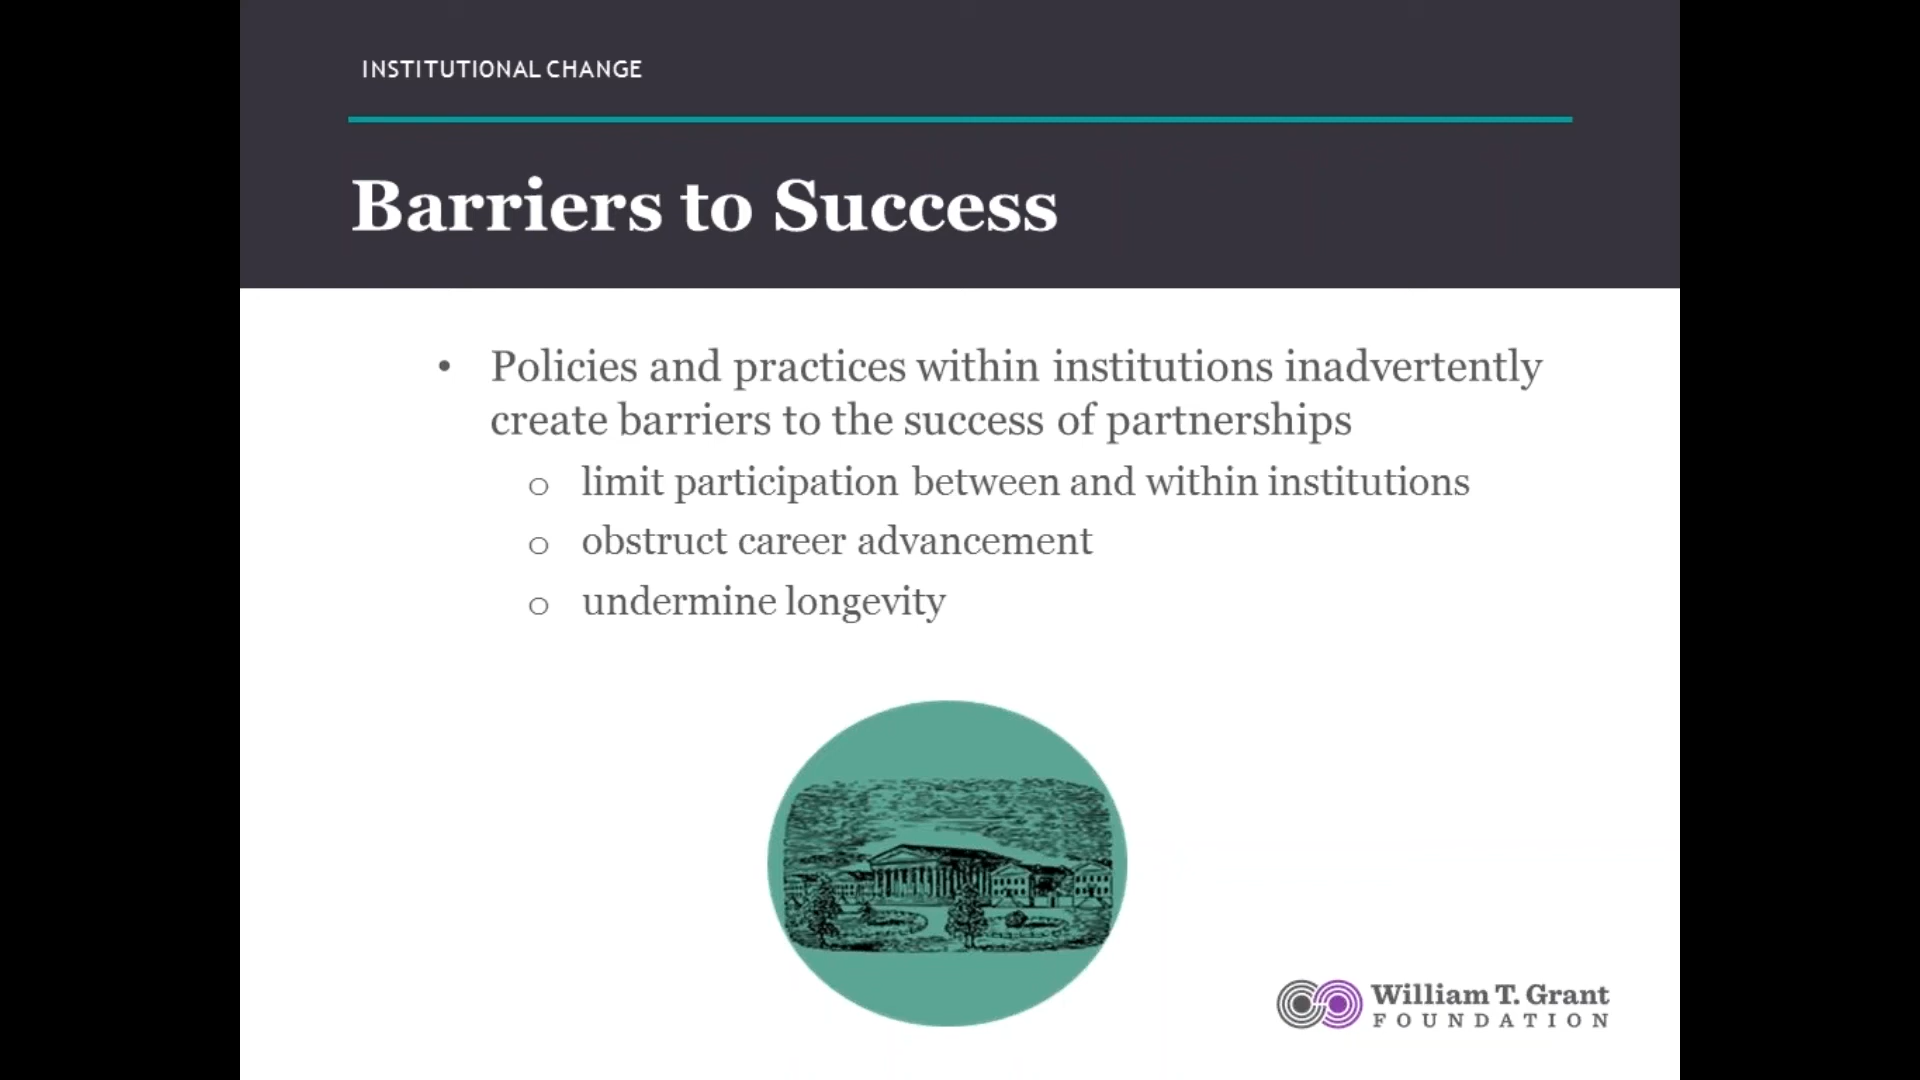 INSTITUTIONAL CHANGE
Barriers to Success
• Policies and practices within institutions inadvertently
create barriers to the success of partnerships
o limit participation between and within institutions
o obstruct career advancement
o undermine longevity
William T. Grant
FOUNDATION